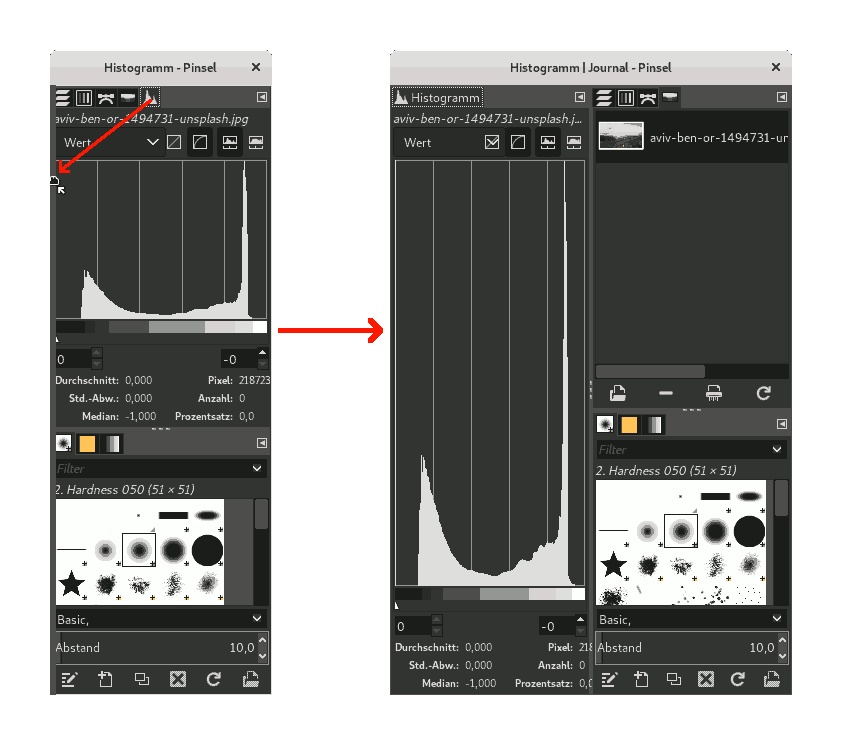 Histogramm - Pinsel
aviv-ben-or-1494731-unsplash.jpg
Wert
0
-0
Durchschnitt: 0,000 Pixel: 218723
Std.-Abw.: 0,000 Anzahl: 0
Median: -1,000 Prozentsatz: 0,0
Filter
2. Hardness 050 (51 × 51)
Basic,
Abstand 10,0
Histogramm | Journal - Pinsel
Histogramm
aviv-ben-or-1494731-unsplash.j...
Wert
0
-0
Durchschnitt: 0,000 Pixel: 218
Std.-Abw.: 0,000 Anzahl: 0
Median: -1,000 Prozentsatz: 0,0
aviv-ben-or-1494731-un
Filter
2. Hardness 050 (51 × 51)
Basic,
Abstand 10,0